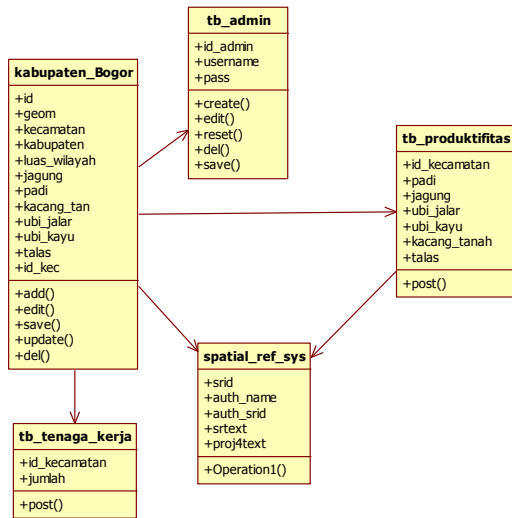 tb_admin
+id_admin
+username
+pass
+create()
+edit()
+reset()
+del()
+save()
kabupaten_Bogor
+id
+geom
+kecamatan
+kabupaten
+luas_wilayah
+jagung
+padi
+kacang_tan
+ubi_jalar
+ubi_kayu
+talas
+id_kec
+add()
+edit()
+save()
+update()
+del()
tb_produktifitas
+id_kecamatan
+padi
+jagung
+ubi_jalar
+ubi_kayu
+kacang_tanah
+talas
+post()
spatial_ref_sys
+srid
+auth_name
+auth_srid
+srtext
+proj4text
+Operation1()
tb_tenaga_kerja
+id_kecamatan
+jumlah
+post()